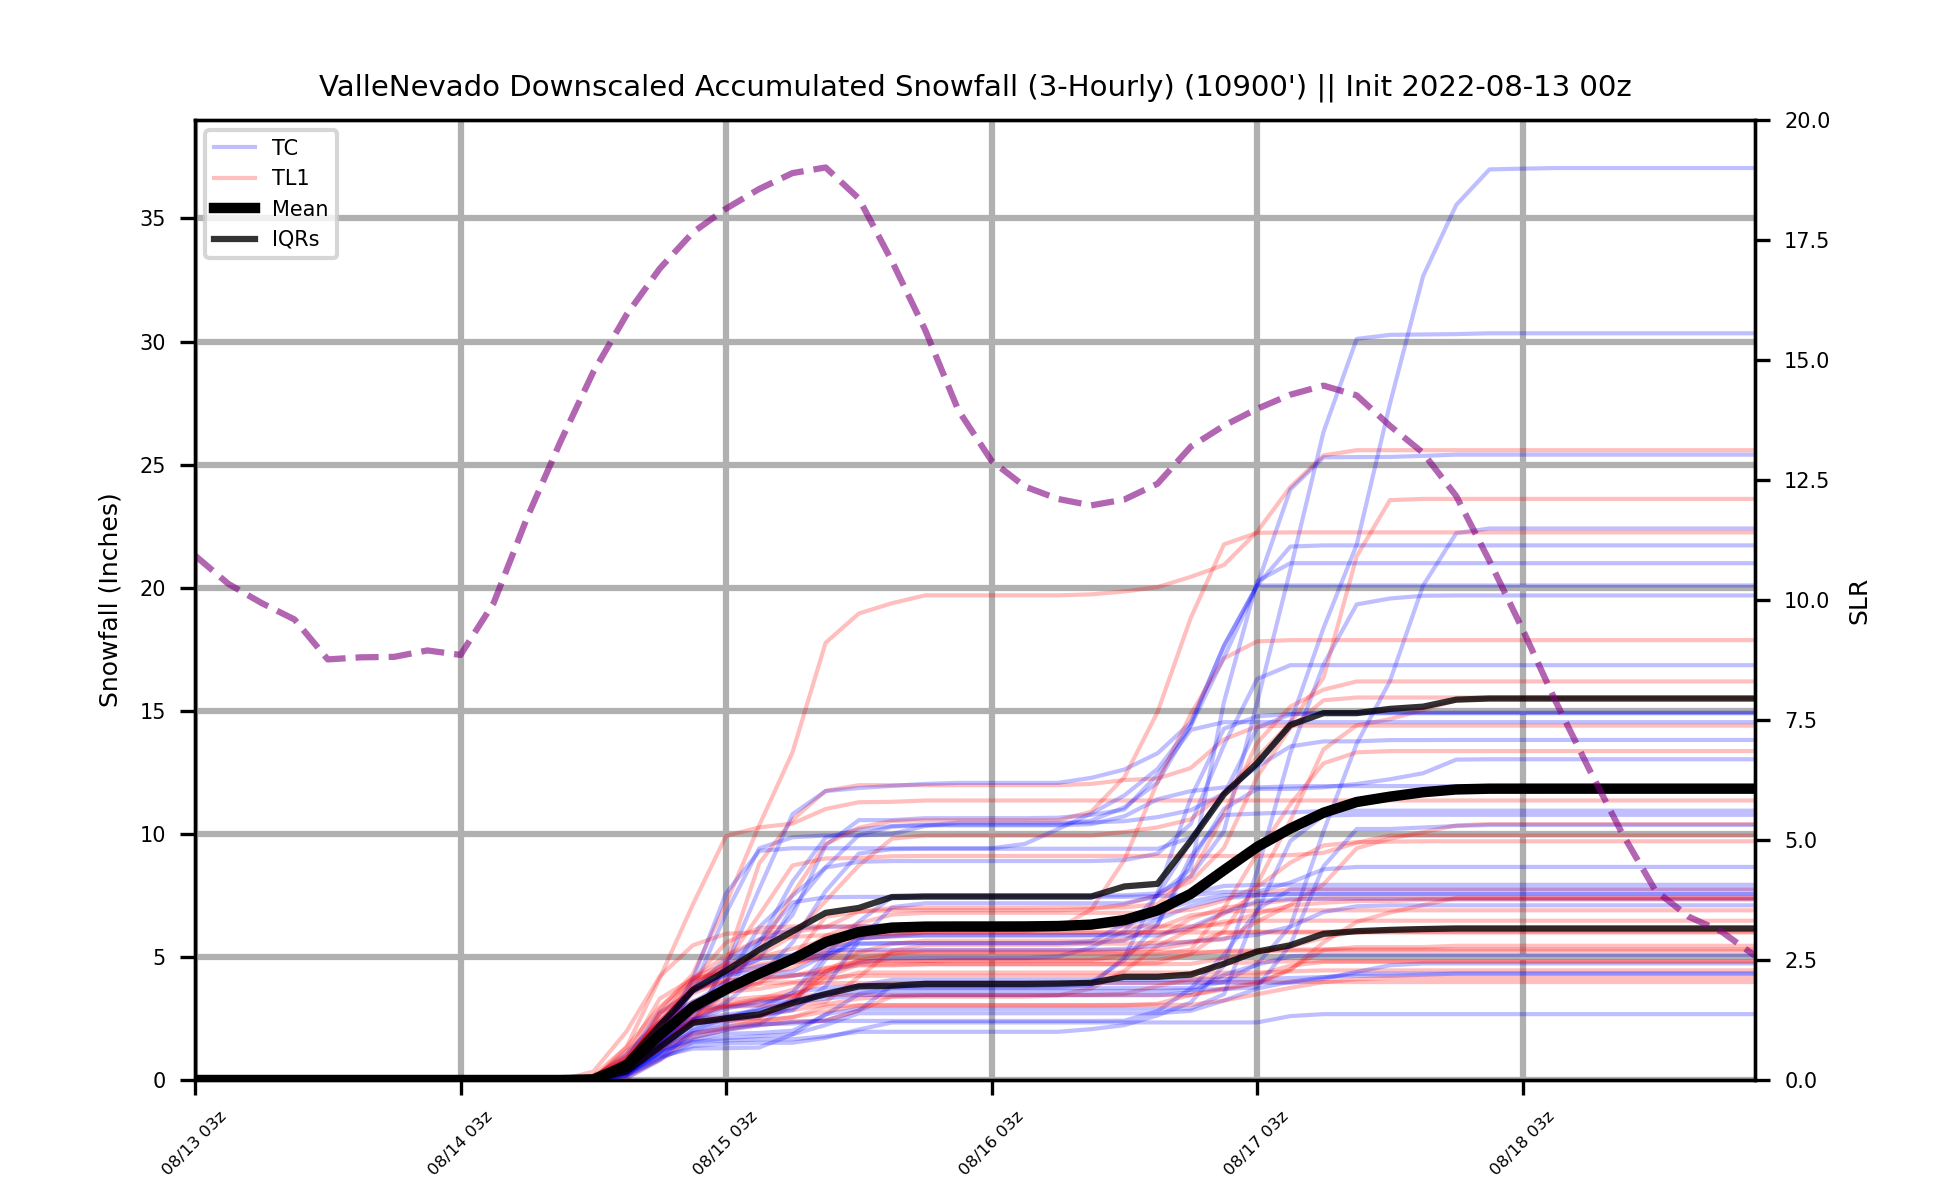 ValleNevado Downscaled Accumulated Snowfall (3-Hourly) (10900') || Init 2022-08-13 00z
TC
TL1
Mean
IQRs
Snowfall (Inches)
35
30
25
20
15
10
5
0
20.0
17.5
15.0
12.5
10.0
7.5
5.0
2.5
0.0
SLR
08/13 03z
08/14 03z
08/15 03z
08/16 03z
08/17 03z
08/18 03z